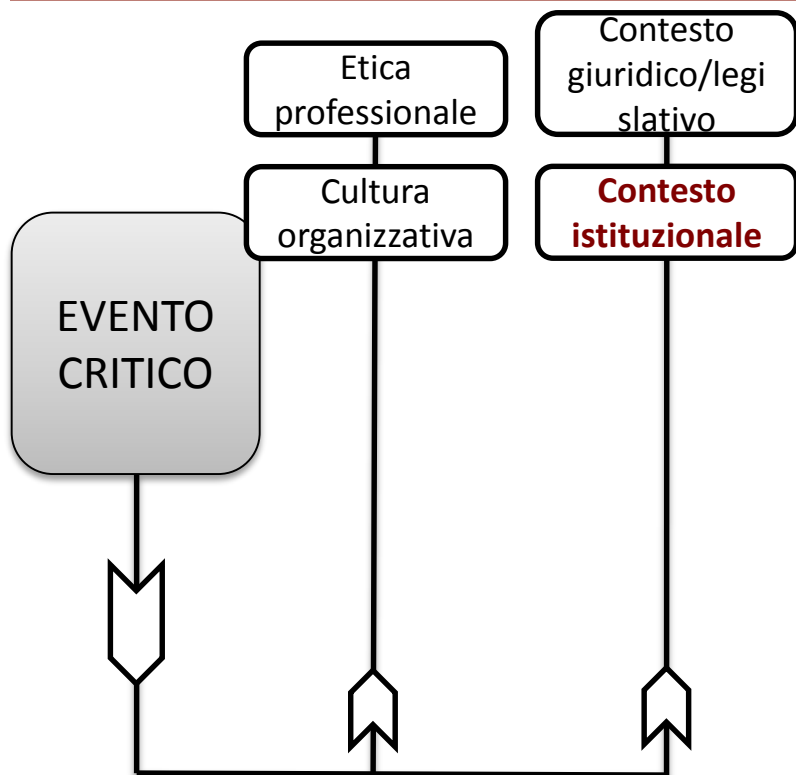 Etica
professionale
Contesto
giuridico/legi
slativo
Cultura
organizzativa
Contesto
istituzionale
EVENTO
CRITICO